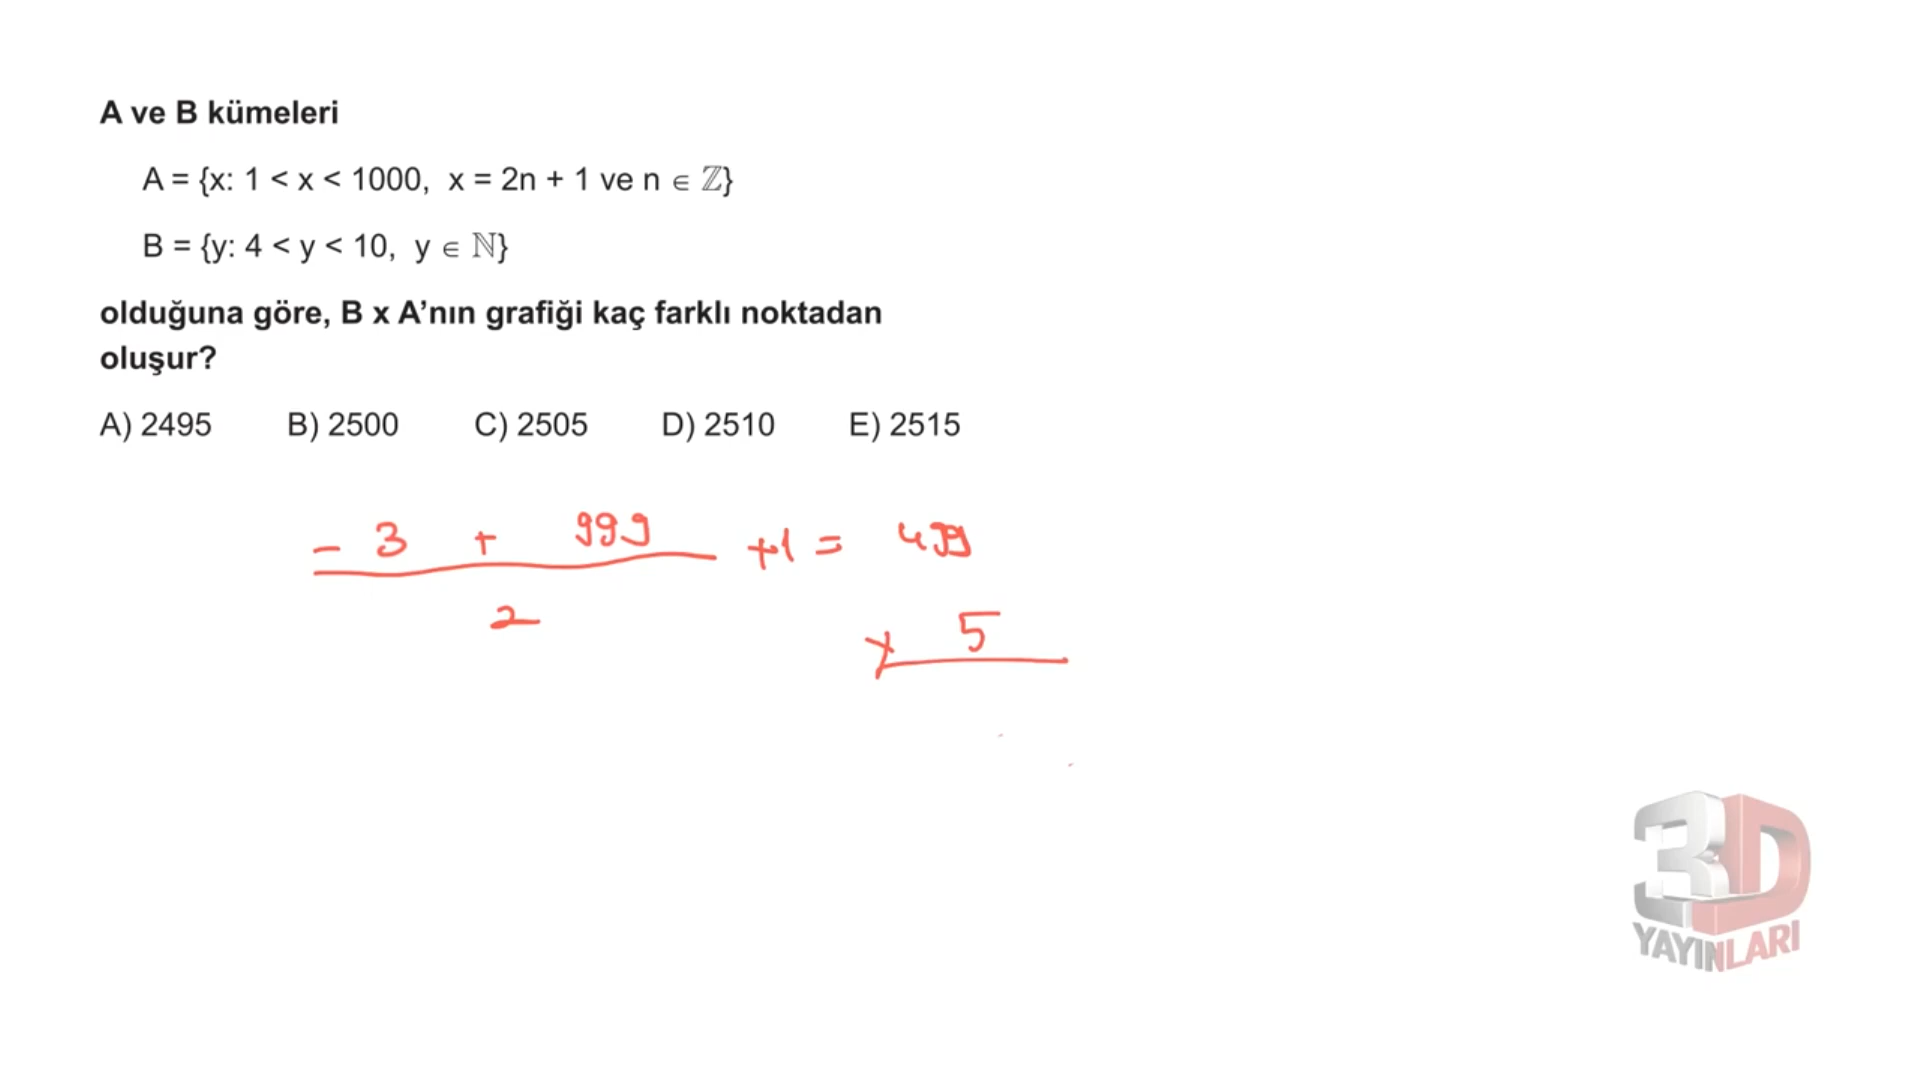 A ve B kümeleri
A = {x: 1 < x < 1000, x = 2n + 1 ve n ∈ ℤ}
B = {y: 4 < y < 10, y ∈ ℕ}
olduğuna göre, B x A’nın grafiği kaç farklı noktadan
oluşur?
A) 2495 B) 2500 C) 2505 D) 2510 E) 2515
- 3 + 999 +1 = 499
2
x 5
3D
YAYINLARI